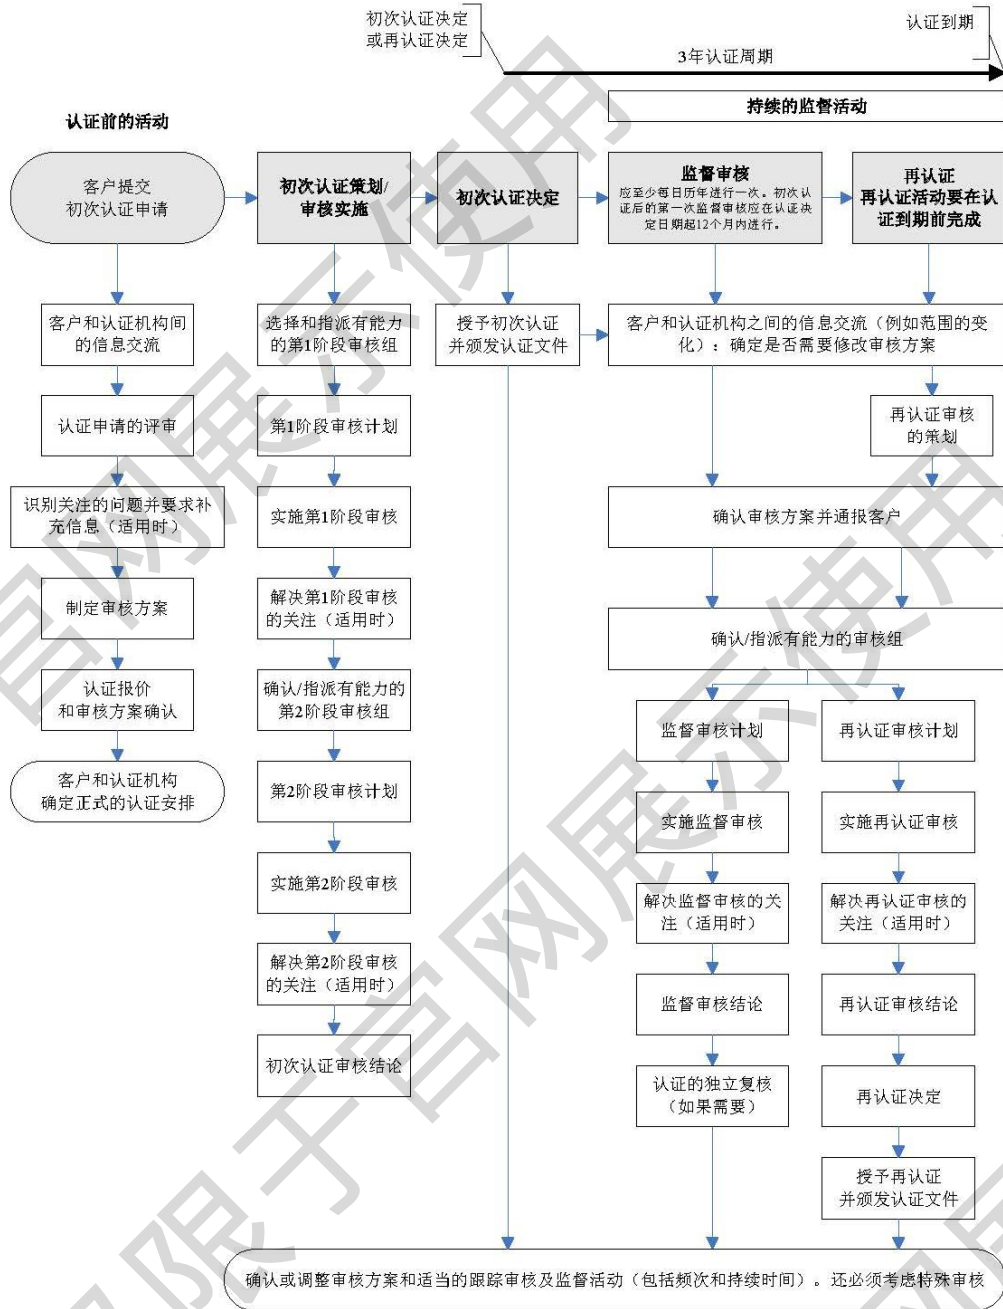 初次认证决定
或再认证决定
认证到期
3年认证周期
认证前的活动
持续的监督活动
客户提交
初次认证申请
初次认证策划/
审核实施
初次认证决定
监督审核
应至少每日历年进行一次。初次认
证后的第一次监督审核应在认证决
定日期起12个月内进行。
再认证
再认证活动要在认
证到期前完成
客户和认证机构间
的信息交流
选择和指派有能力
的第1阶段审核组
授予初次认证
并颁发认证文件
客户和认证机构之间的信息交流（例如范围的变
化）：确定是否需要修改审核方案
认证申请的评审
第1阶段审核计划
再认证审核
的策划
识别关注的问题并要求补
充信息（适用时）
实施第1阶段审核
确认审核方案并通报客户
制定审核方案
解决第1阶段审核
的关注（适用时）
确认/指派有能力的审核组
认证报价
和审核方案确认
确认/指派有能力的
第2阶段审核组
监督审核计划
再认证审核计划
客户和认证机构
确定正式的认证安排
第2阶段审核计划
实施监督审核
实施再认证审核
实施第2阶段审核
解决监督审核的关
注（适用时）
解决再认证审核的
关注（适用时）
解决第2阶段审核
的关注（适用时）
监督审核结论
再认证审核结论
初次认证审核结论
认证的独立复核
（如果需要）
再认证决定
授予再认证
并颁发认证文件
确认或调整审核方案和适当的跟踪审核及监督活动（包括频次和持续时间）。还必须考虑特殊审核
官网展示使用
限于官网展示使用